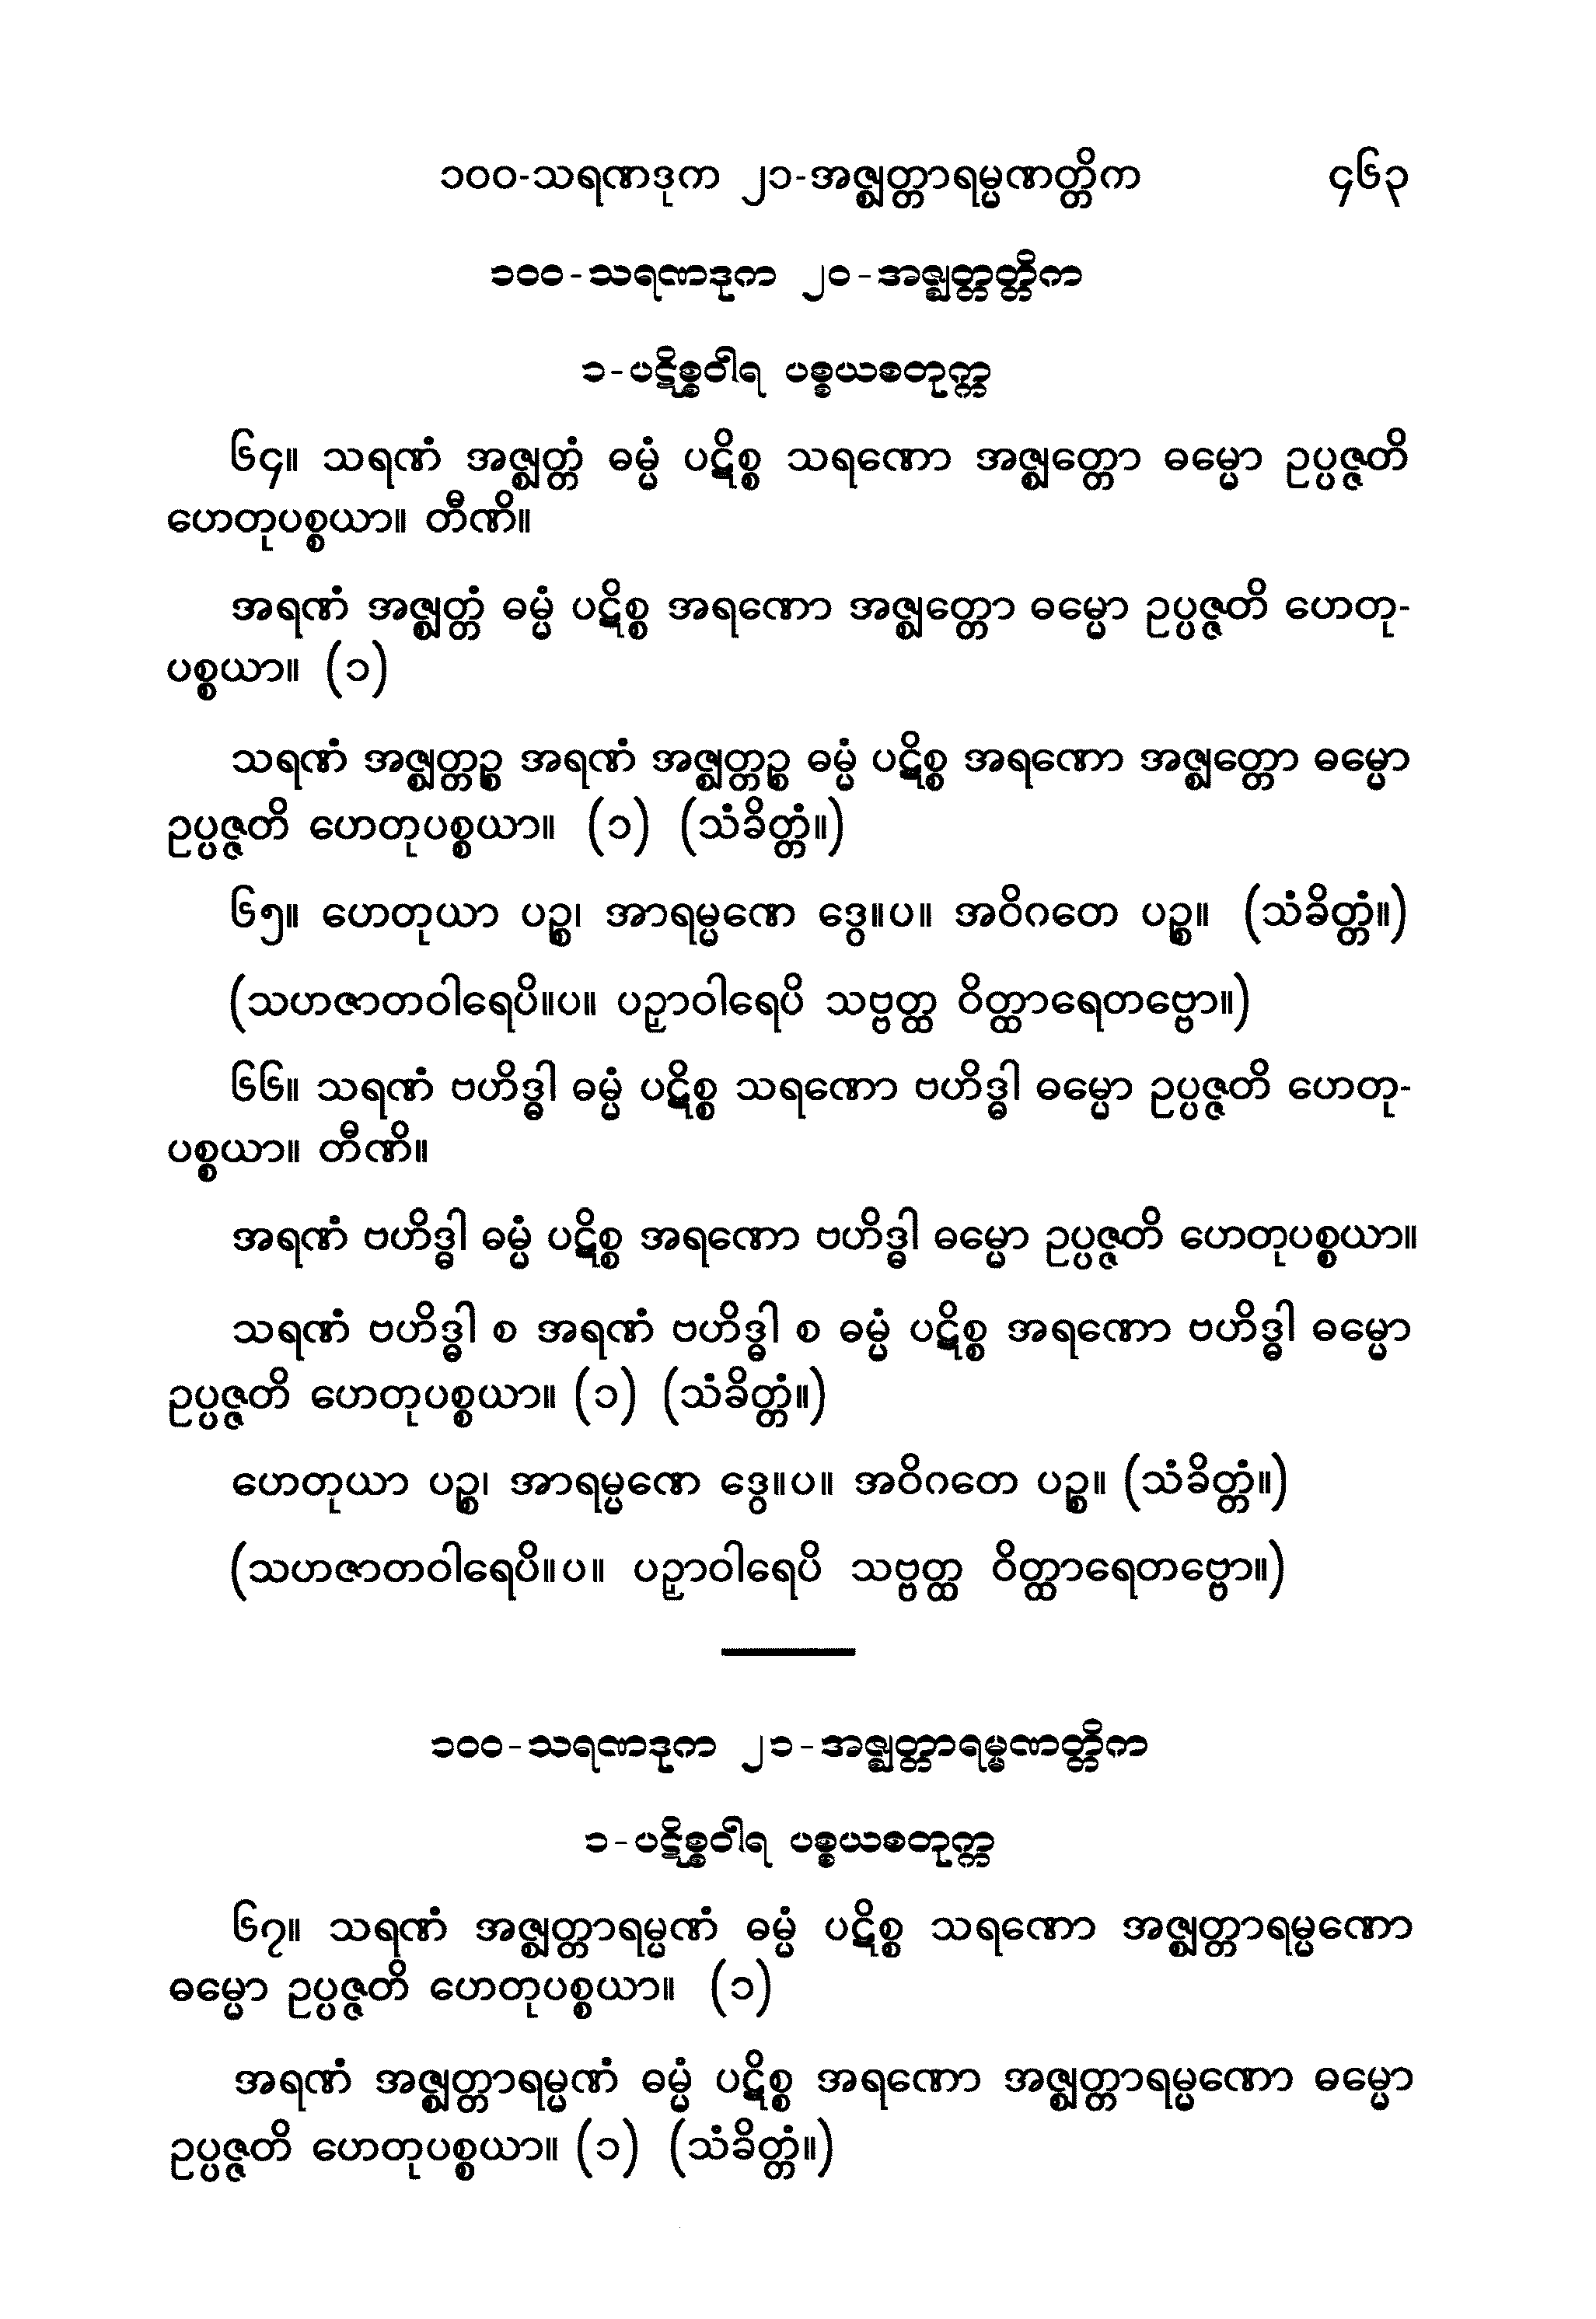 ၁၀၀-သရဏဒုက ၂၁-အဇ္ဈတ္တာရမ္မဏတ္တိက ၄၆၃
၁၀၀-သရဏဒုက ၂၀-အဇ္ဈတ္တတ္တိက
၁-ပဋိစ္စဝါရ ပစ္စယစတုက္က
၆၄။ သရဏံ အဇ္ဈတ္တံ ဓမ္မံ ပဋိစ္စ သရဏော အဇ္ဈတ္တော ဓမ္မော ဥပ္ပဇ္ဇတိ
ဟေတုပစ္စယာ။ တီဏိ။
အရဏံ အဇ္ဈတ္တံ ဓမ္မံ ပဋိစ္စ အရဏော အဇ္ဈတ္တော ဓမ္မော ဥပ္ပဇ္ဇတိ ဟေတု-
ပစ္စယာ။ (၁)
သရဏံ အဇ္ဈတ္တဉ္စ အရဏံ အဇ္ဈတ္တဉ္စ ဓမ္မံ ပဋိစ္စ အရဏော အဇ္ဈတ္တော ဓမ္မော
ဥပ္ပဇ္ဇတိ ဟေတုပစ္စယာ။ (၁) (သံခိတ္တံ။)
၆၅။ ဟေတုယာ ပဉ္စ၊ အာရမ္မဏေ ဒွေ။ပ။ အဝိဂတေ ပဉ္စ။ (သံခိတ္တံ။)
(သဟဇာတဝါရေပိ။ပ။ ပဉှာဝါရေပိ သဗ္ဗတ္ထ ဝိတ္ထာရေတဗ္ဗော။)
၆၆။ သရဏံ ဗဟိဒ္ဓါ ဓမ္မံ ပဋိစ္စ သရဏော ဗဟိဒ္ဓါ ဓမ္မော ဥပ္ပဇ္ဇတိ ဟေတု-
ပစ္စယာ။ တီဏိ။
အရဏံ ဗဟိဒ္ဓါ ဓမ္မံ ပဋိစ္စ အရဏော ဗဟိဒ္ဓါ ဓမ္မော ဥပ္ပဇ္ဇတိ ဟေတုပစ္စယာ။
သရဏံ ဗဟိဒ္ဓါ စ အရဏံ ဗဟိဒ္ဓါ စ ဓမ္မံ ပဋိစ္စ အရဏော ဗဟိဒ္ဓါ ဓမ္မော
ဥပ္ပဇ္ဇတိ ဟေတုပစ္စယာ။ (၁) (သံခိတ္တံ။)
ဟေတုယာ ပဉ္စ၊ အာရမ္မဏေ ဒွေ။ပ။ အဝိဂတေ ပဉ္စ။ (သံခိတ္တံ။)
(သဟဇာတဝါရေပိ။ပ။ ပဉှာဝါရေပိ သဗ္ဗတ္ထ ဝိတ္ထာရေတဗ္ဗော။)
၁၀၀-သရဏဒုက ၂၁-အဇ္ဈတ္တာရမ္မဏတ္တိက
၁-ပဋိစ္စဝါရ ပစ္စယစတုက္က
၆၇။ သရဏံ အဇ္ဈတ္တာရမ္မဏံ ဓမ္မံ ပဋိစ္စ သရဏော အဇ္ဈတ္တာရမ္မဏော
ဓမ္မော ဥပ္ပဇ္ဇတိ ဟေတုပစ္စယာ။ (၁)
အရဏံ အဇ္ဈတ္တာရမ္မဏံ ဓမ္မံ ပဋိစ္စ အရဏော အဇ္ဈတ္တာရမ္မဏော ဓမ္မော
ဥပ္ပဇ္ဇတိ ဟေတုပစ္စယာ။ (၁) (သံခိတ္တံ။)